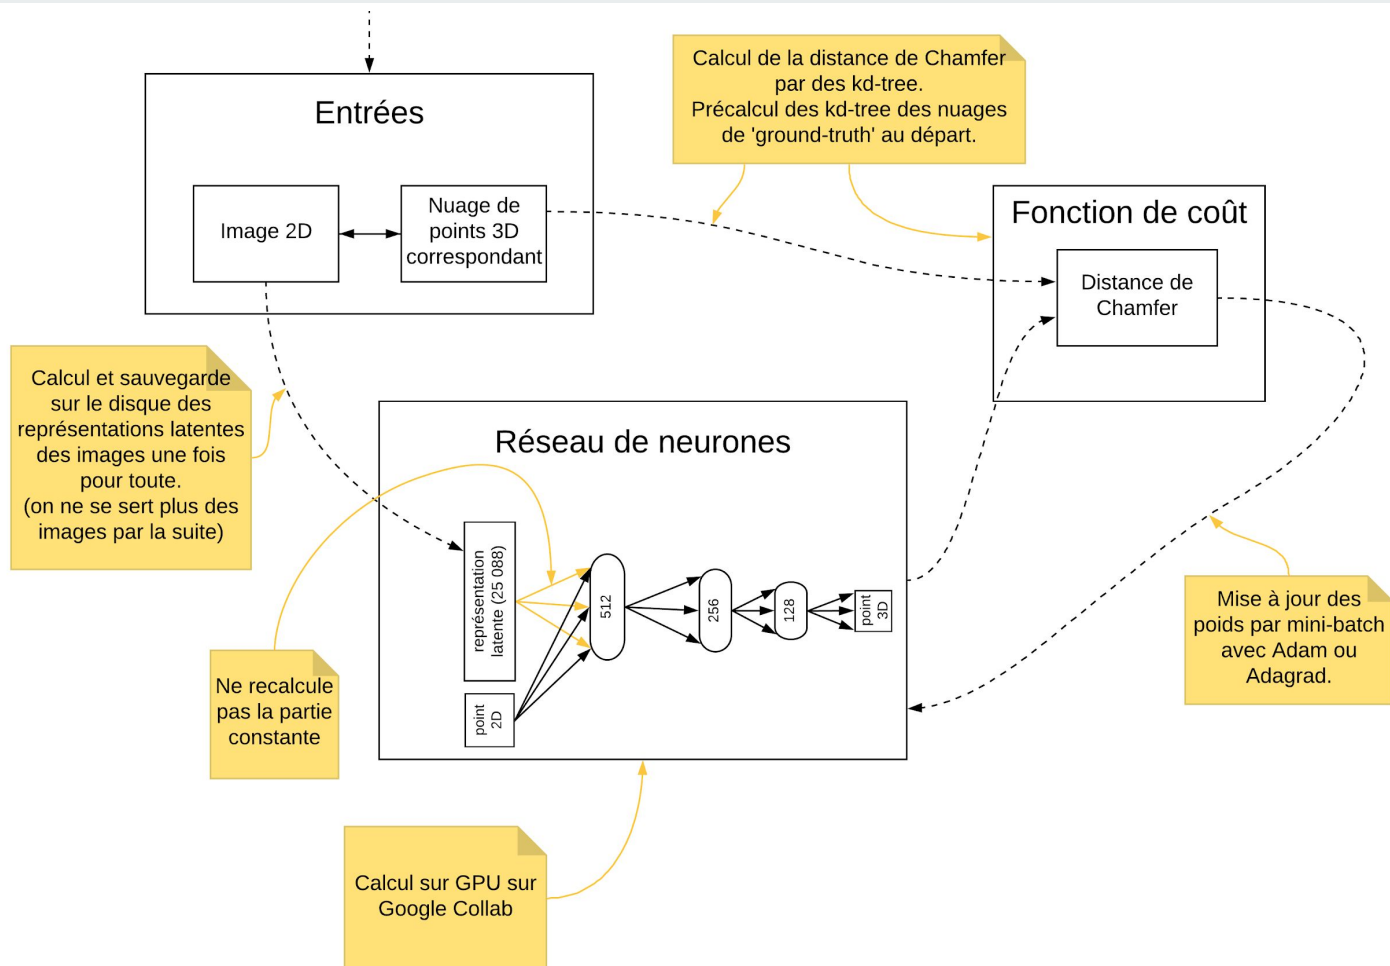 Entrées
Image 2D
Nuage de
points 3D
correspondant
Calcul de la distance de Chamfer
par des kd-tree.
Précalcul des kd-tree des nuages
de 'ground-truth' au départ.
Fonction de coût
Distance de
Chamfer
Calcul et sauvegarde
sur le disque des
représentations latentes
des images une fois
pour toute.
(on ne se sert plus des
images par la suite)
Réseau de neurones
représentation
latente (25 088)
point
2D
512
256
128
point
3D
Ne recalcule
pas la partie
constante
Mise à jour des
poids par mini-batch
avec Adam ou
Adagrad.
Calcul sur GPU sur
Google Collab